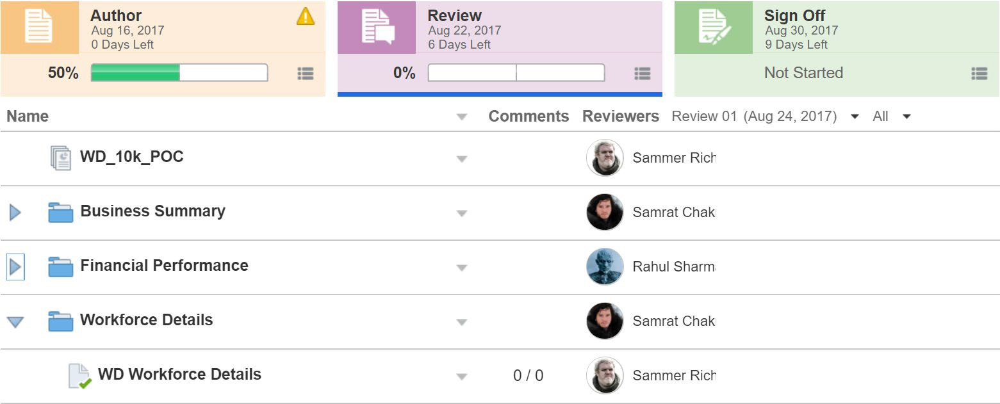 Author
Aug 16, 2017
0 Days Left
50%
Review
Aug 22, 2017
6 Days Left
0%
Sign Off
Aug 30, 2017
9 Days Left
Not Started
Name Comments Reviewers Review 01 (Aug 24, 2017) All
WD_10k_POC Sammer Rich
Business Summary Samrat Chak
Financial Performance Rahul Sharma
Workforce Details Samrat Chak
WD Workforce Details 0 / 0 Sammer Rich